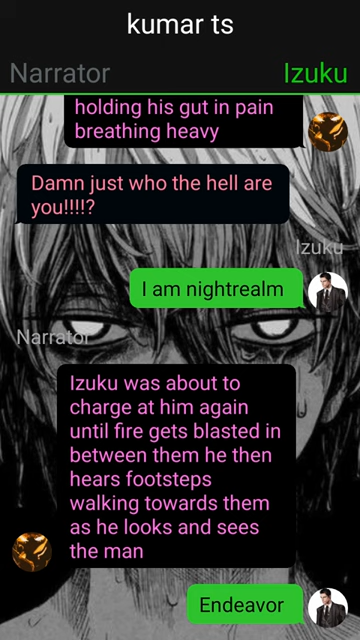 kumar ts
Narrator
Izuku
holding his gut in pain
breathing heavy
Damn just who the hell are
you!!!!?
Izuku
I am nightrealm
Narrator
Izuku was about to
charge at him again
until fire gets blasted in
between them he then
hears footsteps
walking towards them
as he looks and sees
the man
Endeavor